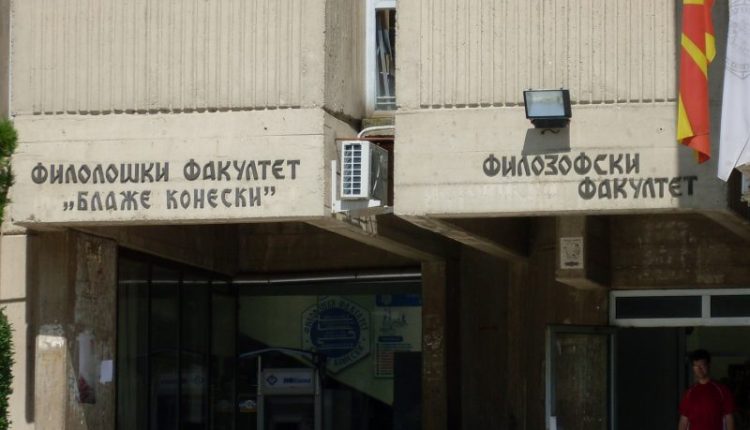 ФИЛОЛОШКИ ФАКУЛТЕТ
„БЛАЖЕ КОНЕСКИ”
ФИЛОЗОФСКИ
ФАКУЛТЕТ